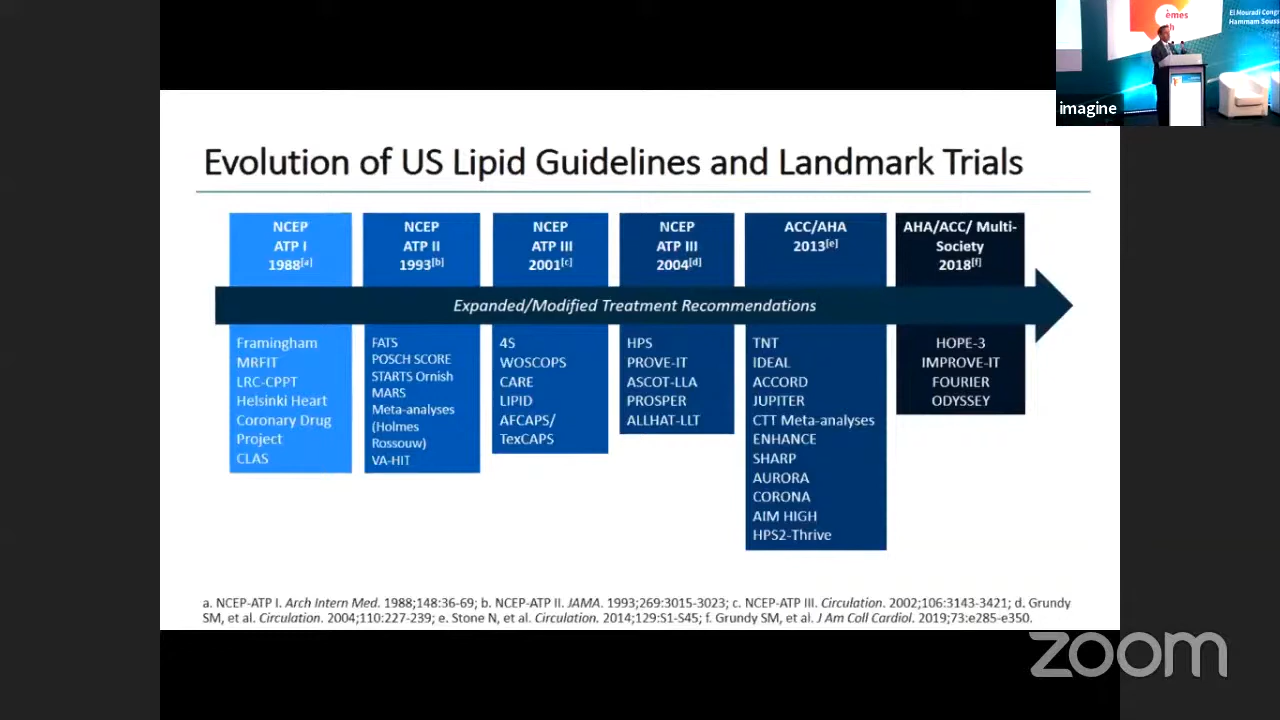 El Mouradi Congr
Hammam Souss
èmes
imagine
Evolution of US Lipid Guidelines and Landmark Trials
NCEP
ATP I
1988[a]
NCEP
ATP II
1993[b]
NCEP
ATP III
2001[c]
NCEP
ATP III
2004[d]
ACC/AHA
2013[e]
AHA/ACC/ Multi-
Society
2018[f]
Expanded/Modified Treatment Recommendations
Framingham
MRFIT
LRC-CPPT
Helsinki Heart
Coronary Drug
Project
CLAS
FATS
POSCH SCORE
STARTS Ornish
MARS
Meta-analyses
(Holmes
Rossouw)
VA-HIT
4S
WOSCOPS
CARE
LIPID
AFCAPS/
TexCAPS
HPS
PROVE-IT
ASCOT-LLA
PROSPER
ALLHAT-LLT
TNT
IDEAL
ACCORD
JUPITER
CTT Meta-analyses
ENHANCE
SHARP
AURORA
CORONA
AIM HIGH
HPS2-Thrive
HOPE-3
IMPROVE-IT
FOURIER
ODYSSEY
a. NCEP-ATP I. Arch Intern Med. 1988;148:36-69; b. NCEP-ATP II. JAMA. 1993;269:3015-3023; c. NCEP-ATP III. Circulation. 2002;106:3143-3421; d. Grundy
SM, et al. Circulation. 2004;110:227-239; e. Stone N, et al. Circulation. 2014;129:S1-S45; f. Grundy SM, et al. J Am Coll Cardiol. 2019;73:e285-e350.
zoom